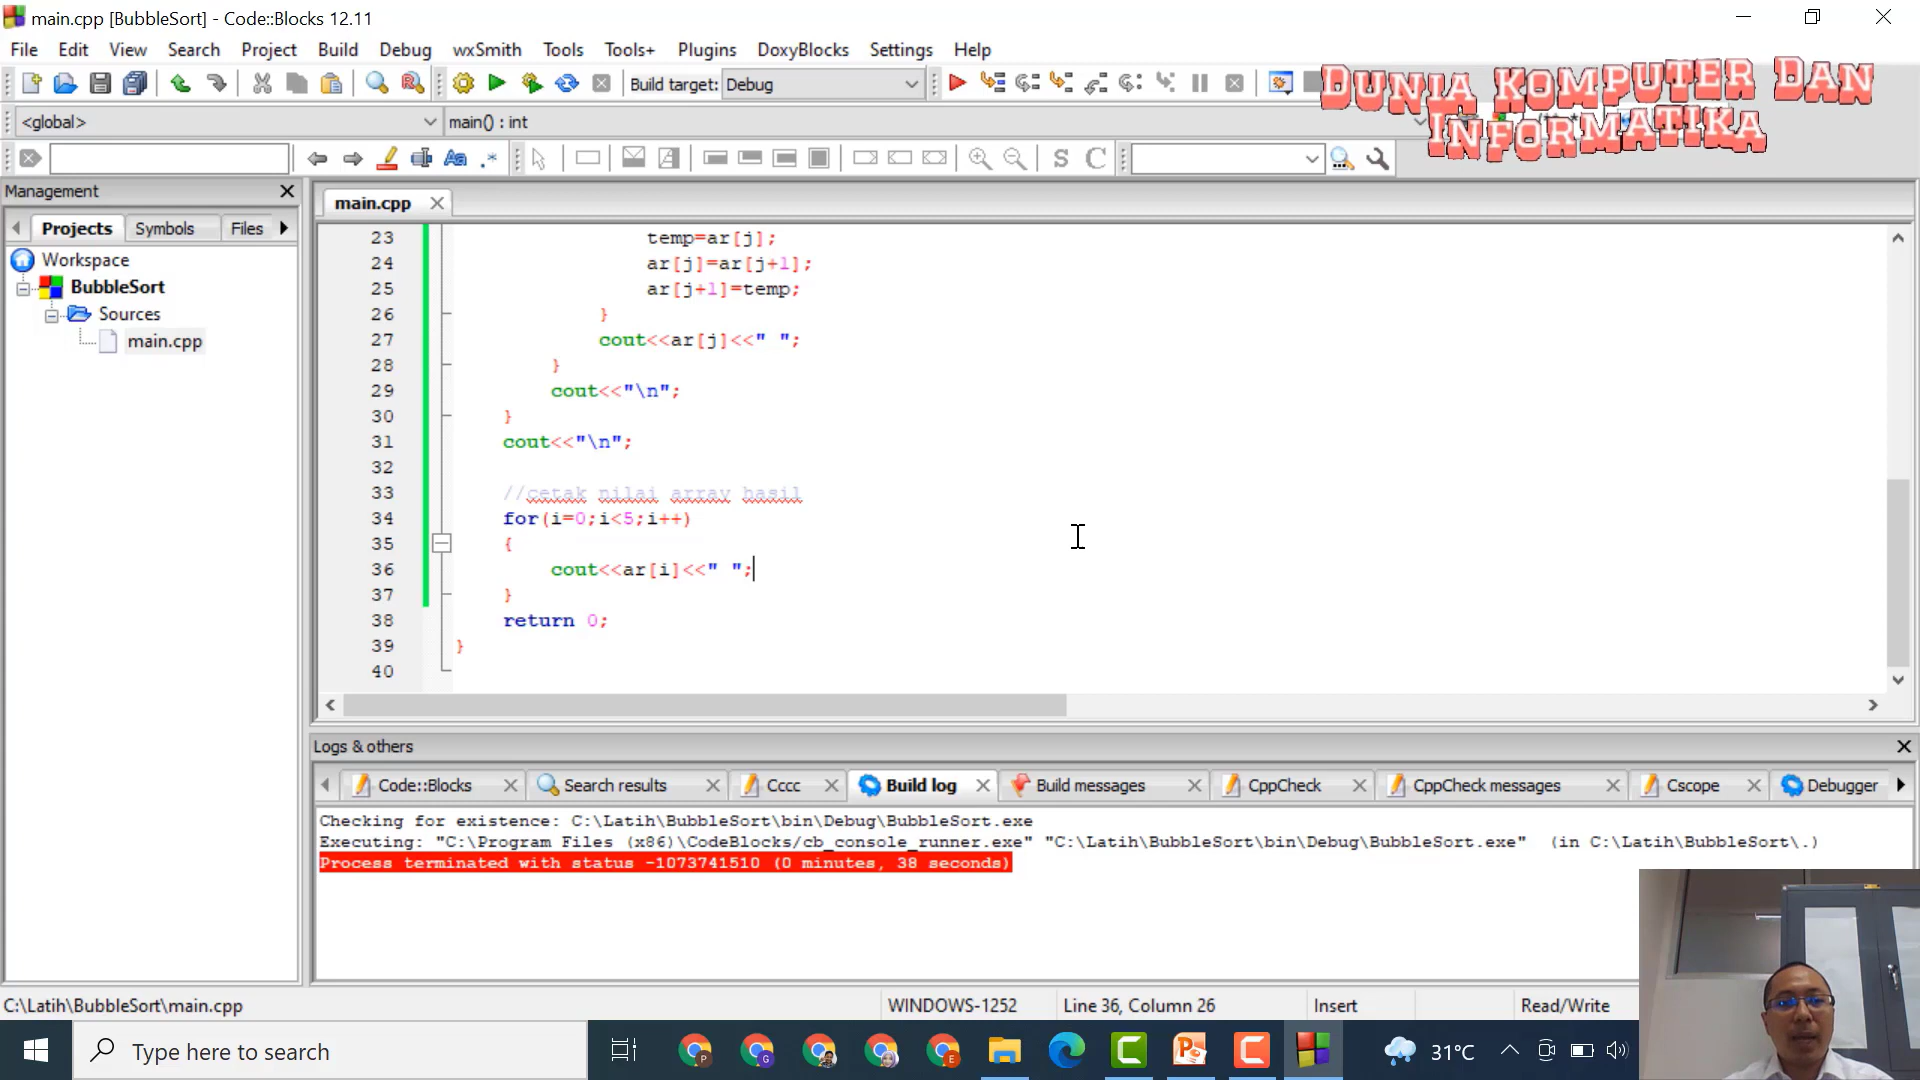 main.cpp [BubbleSort] - Code::Blocks 12.11
File Edit View Search Project Build Debug wxSmith Tools Tools+ Plugins DoxyBlocks Settings Help
Build target: Debug
DUNIA KOMPUTER DAN
INFORMATIKA
<global> main() : int
S C
Management
main.cpp
Projects Symbols Files
Workspace
BubbleSort
Sources
main.cpp
23 temp=ar[j];
24 ar[j]=ar[j+1];
25 ar[j+1]=temp;
26 }
27 cout<<ar[j]<<" ";
28 }
29 cout<<"\n";
30 }
31 cout<<"\n";
32
33 //cetak nilai array hasil
34 for(i=0;i<5;i++)
35 {
36 cout<<ar[i]<<" ";
37 }
38 return 0;
39 }
40
Logs & others
Code::Blocks Search results Cccc Build log Build messages CppCheck CppCheck messages Cscope Debugger
Checking for existence: C:\Latih\BubbleSort\bin\Debug\BubbleSort.exe
Executing: "C:\Program Files (x86)\CodeBlocks/cb_console_runner.exe" "C:\Latih\BubbleSort\bin\Debug\BubbleSort.exe" (in C:\Latih\BubbleSort\.)
Process terminated with status -1073741510 (0 minutes, 38 seconds)
C:\Latih\BubbleSort\main.cpp WINDOWS-1252 Line 36, Column 26 Insert Read/Write
Type here to search
31°C